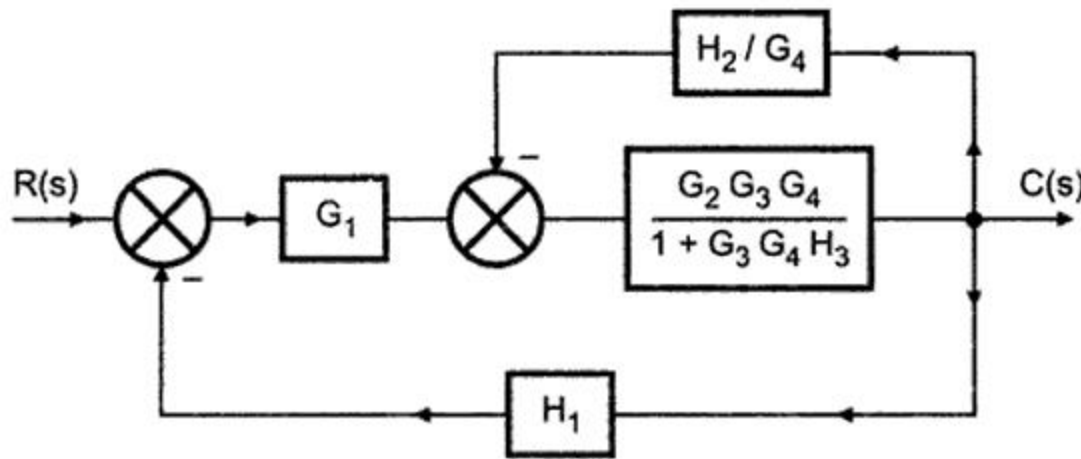 H₂ / G₄
R(s)
G₁
–
G₂ G₃ G₄
1 + G₃ G₄ H₃
C(s)
–
H₁